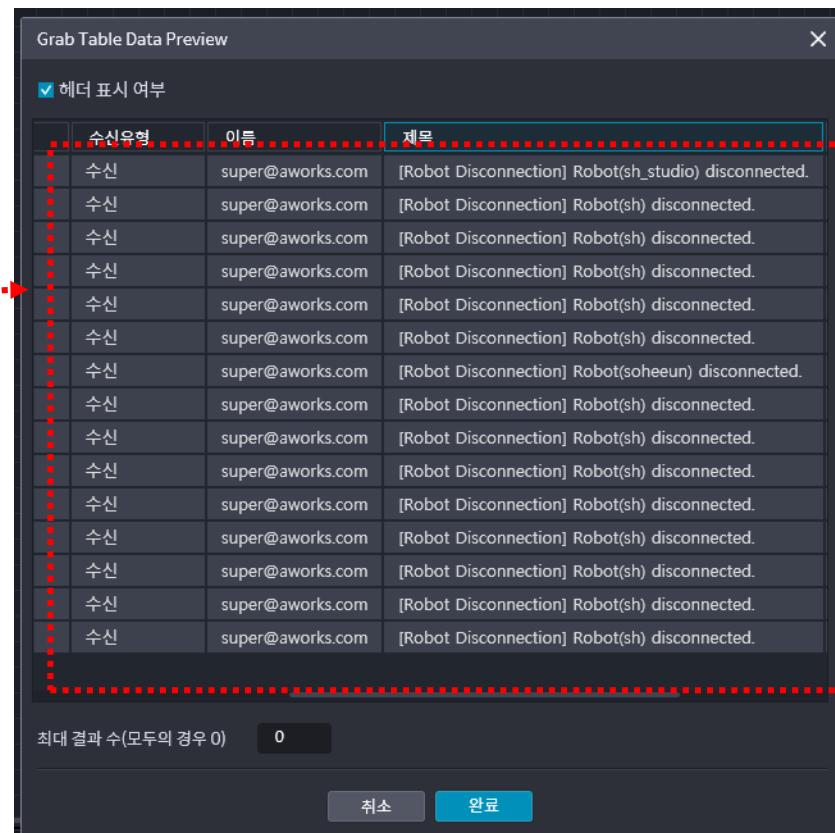 Grab Table Data Preview
헤더 표시 여부
수신유형 이름 제목
수신 super@aworks.com [Robot Disconnection] Robot(sh_studio) disconnected.
수신 super@aworks.com [Robot Disconnection] Robot(sh) disconnected.
수신 super@aworks.com [Robot Disconnection] Robot(sh) disconnected.
수신 super@aworks.com [Robot Disconnection] Robot(sh) disconnected.
수신 super@aworks.com [Robot Disconnection] Robot(sh) disconnected.
수신 super@aworks.com [Robot Disconnection] Robot(sh) disconnected.
수신 super@aworks.com [Robot Disconnection] Robot(soheeun) disconnected.
수신 super@aworks.com [Robot Disconnection] Robot(sh) disconnected.
수신 super@aworks.com [Robot Disconnection] Robot(sh) disconnected.
수신 super@aworks.com [Robot Disconnection] Robot(sh) disconnected.
수신 super@aworks.com [Robot Disconnection] Robot(sh) disconnected.
수신 super@aworks.com [Robot Disconnection] Robot(sh) disconnected.
수신 super@aworks.com [Robot Disconnection] Robot(sh) disconnected.
수신 super@aworks.com [Robot Disconnection] Robot(sh) disconnected.
수신 super@aworks.com [Robot Disconnection] Robot(sh) disconnected.
최대 결과 수(모두의 경우 0) 0
취소 완료